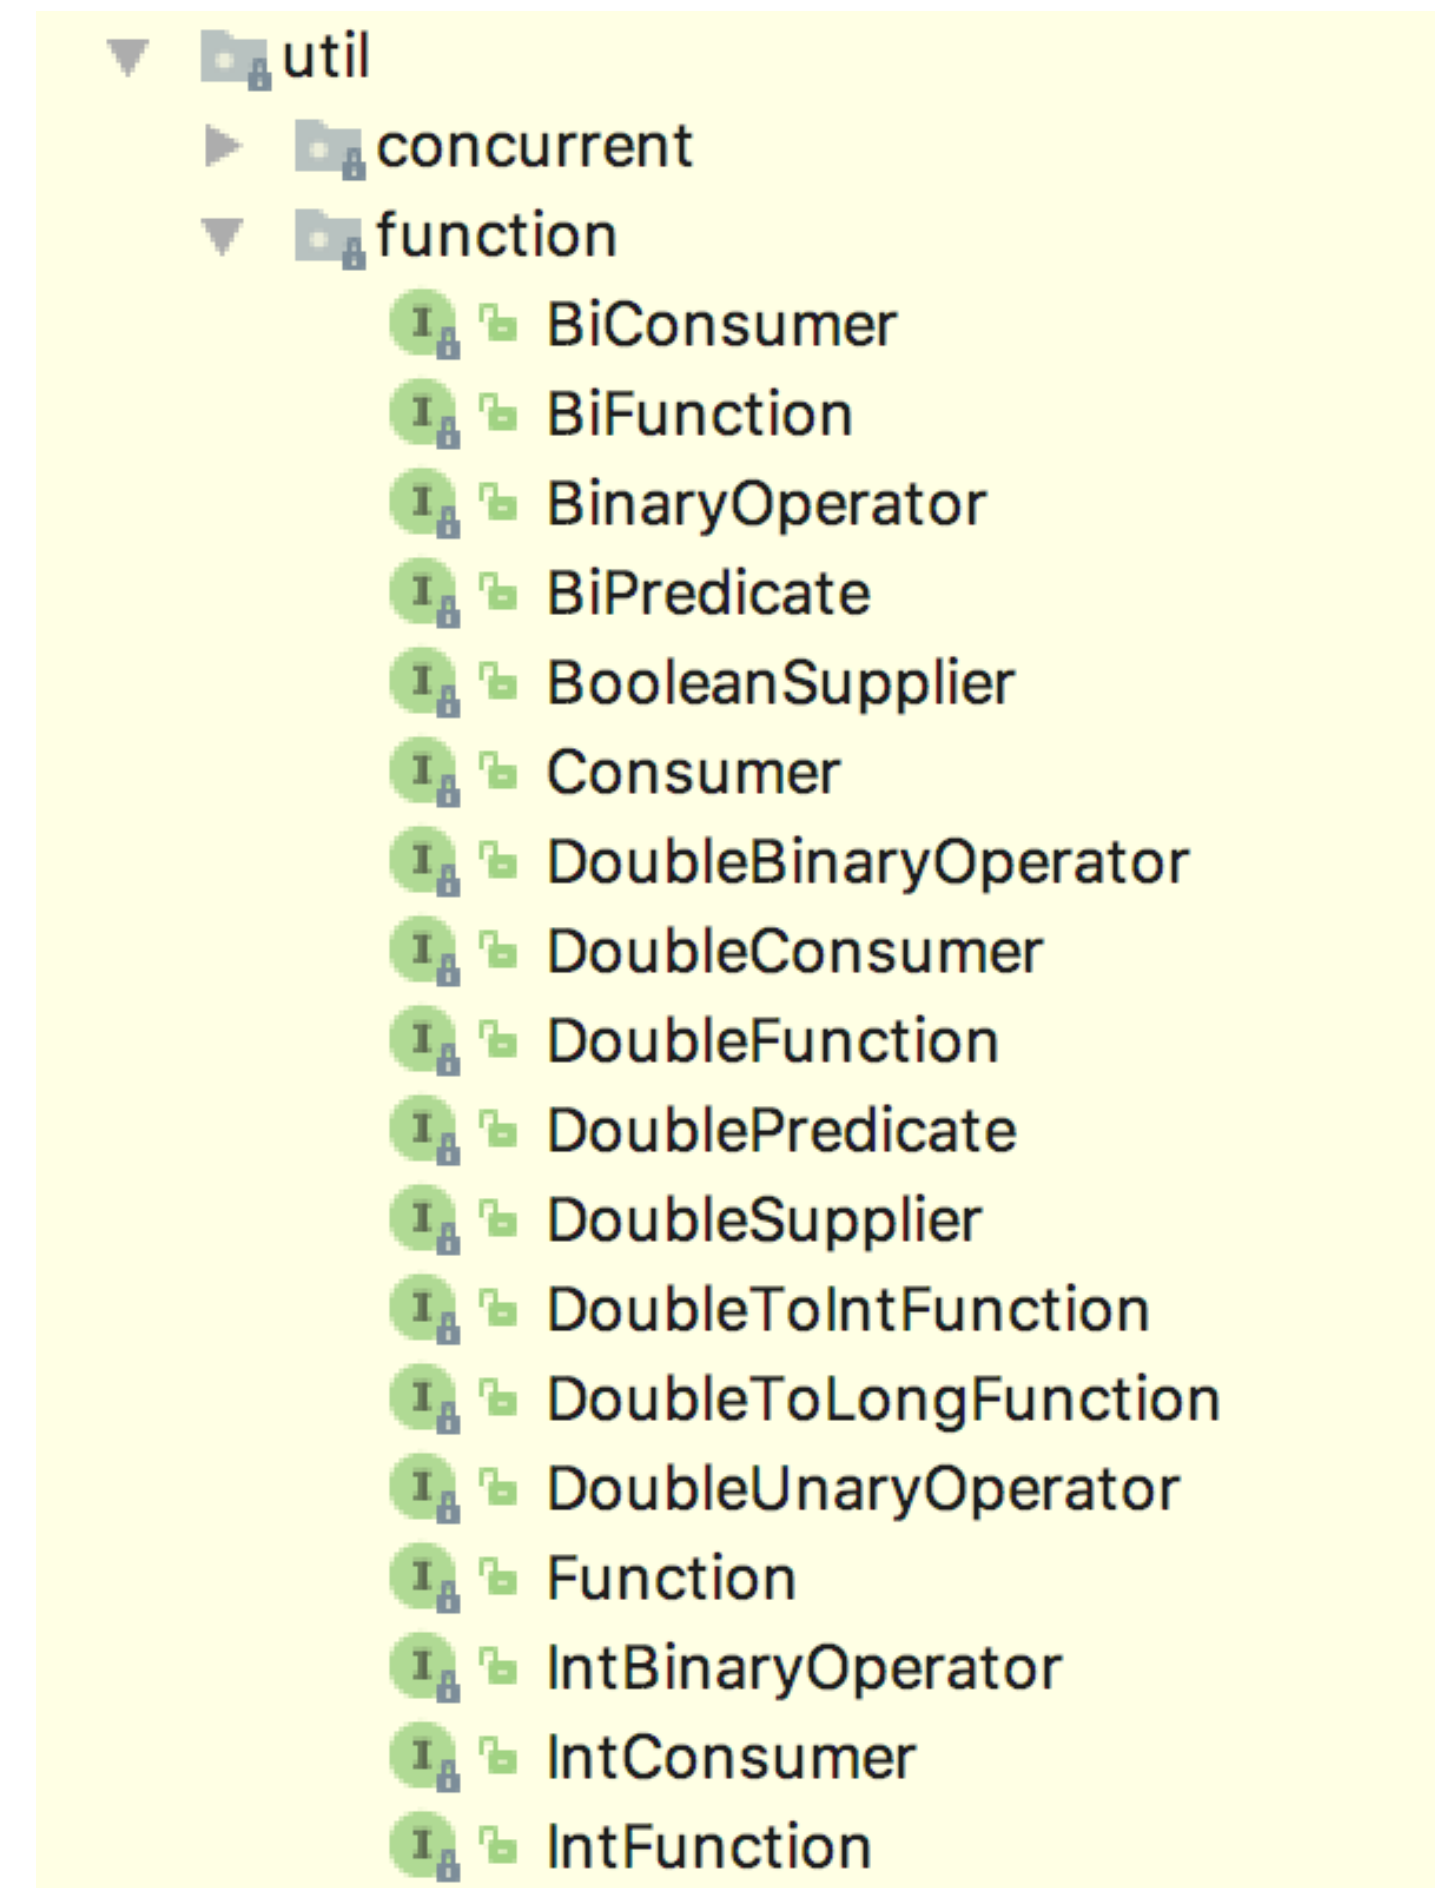 util
concurrent
function
BiConsumer
BiFunction
BinaryOperator
BiPredicate
BooleanSupplier
Consumer
DoubleBinaryOperator
DoubleConsumer
DoubleFunction
DoublePredicate
DoubleSupplier
DoubleToIntFunction
DoubleToLongFunction
DoubleUnaryOperator
Function
IntBinaryOperator
IntConsumer
IntFunction